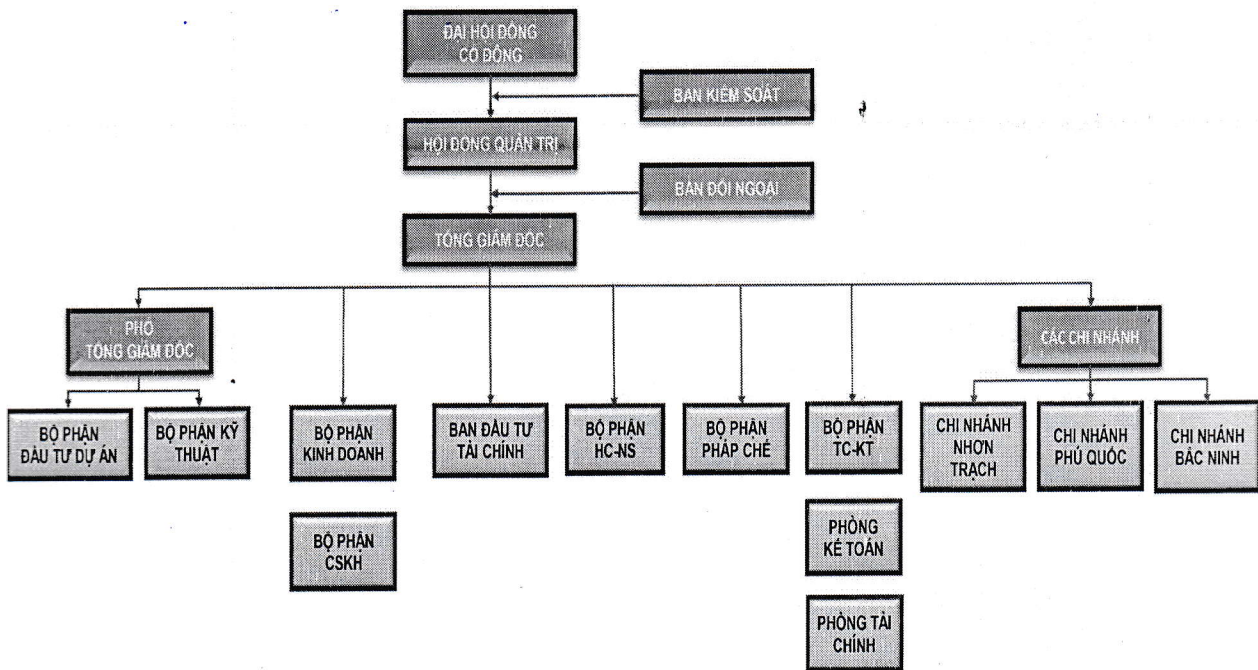 ĐẠI HỘI ĐỒNG
CỔ ĐÔNG
BAN KIỂM SOÁT
HỘI ĐỒNG QUẢN TRỊ
BAN ĐỐI NGOẠI
TỔNG GIÁM ĐỐC
PHÓ
TỔNG GIÁM ĐỐC
CÁC CHI NHÁNH
BỘ PHẬN
ĐẦU TƯ DỰ ÁN
BỘ PHẬN KỸ
THUẬT
BỘ PHẬN
KINH DOANH
BAN ĐẦU TƯ
TÀI CHÍNH
BỘ PHẬN
HC-NS
BỘ PHẬN
PHÁP CHẾ
BỘ PHẬN
TC-KT
CHI NHÁNH
NHƠN
TRẠCH
CHI NHÁNH
PHÚ QUỐC
CHI NHÁNH
BẮC NINH
BỘ PHẬN
CSKH
PHÒNG
KẾ TOÁN
PHÒNG TÀI
CHÍNH